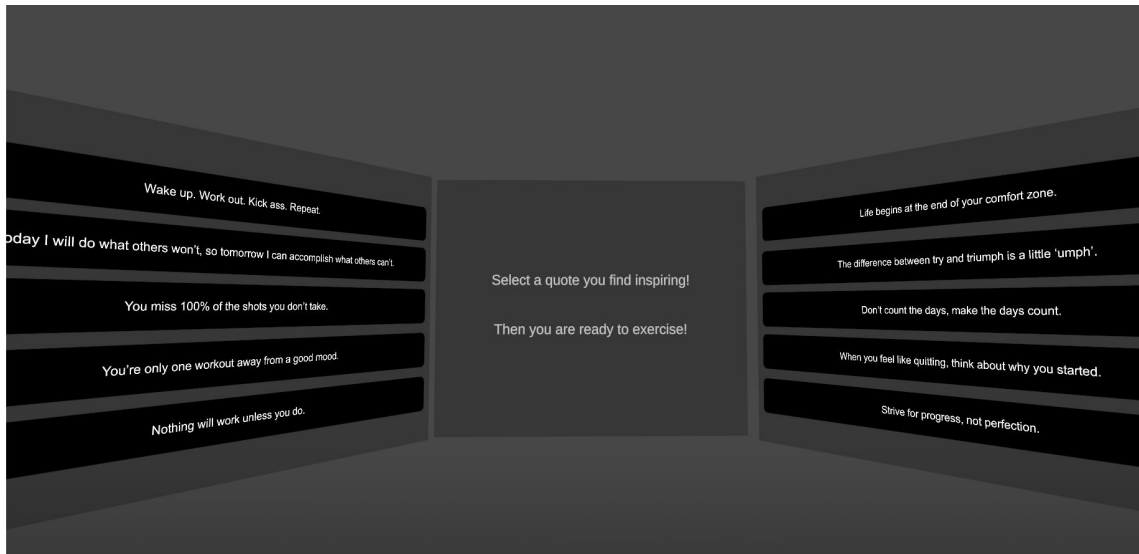 Wake up. Work out. Kick ass. Repeat.
oday I will do what others won't, so tomorrow I can accomplish what others can't.
You miss 100% of the shots you don't take.
You're only one workout away from a good mood.
Nothing will work unless you do.
Select a quote you find inspiring!
Then you are ready to exercise!
Life begins at the end of your comfort zone.
The difference between try and triumph is a little 'umph'.
Don't count the days, make the days count.
When you feel like quitting, think about why you started.
Strive for progress, not perfection.